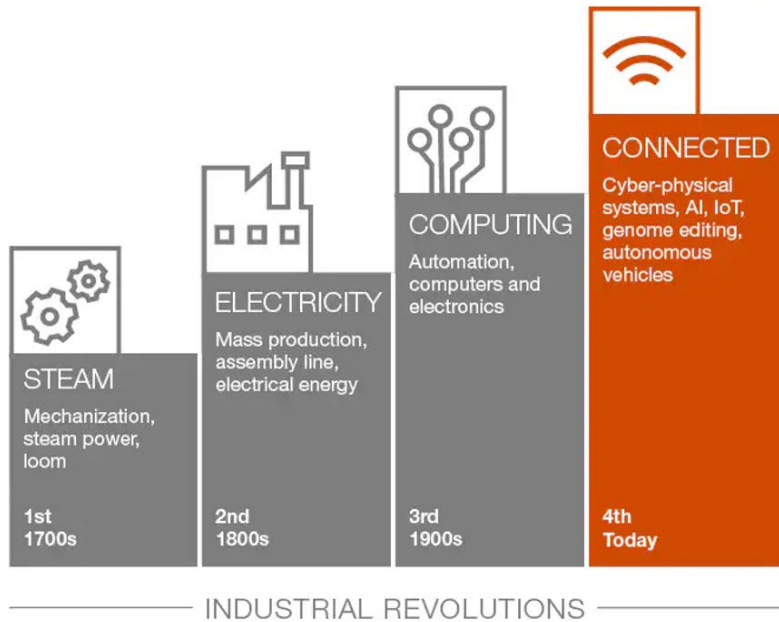 STEAM
Mechanization,
steam power,
loom
1st
1700s
ELECTRICITY
Mass production,
assembly line,
electrical energy
2nd
1800s
COMPUTING
Automation,
computers and
electronics
3rd
1900s
CONNECTED
Cyber-physical
systems, AI, IoT,
genome editing,
autonomous
vehicles
4th
Today
INDUSTRIAL REVOLUTIONS